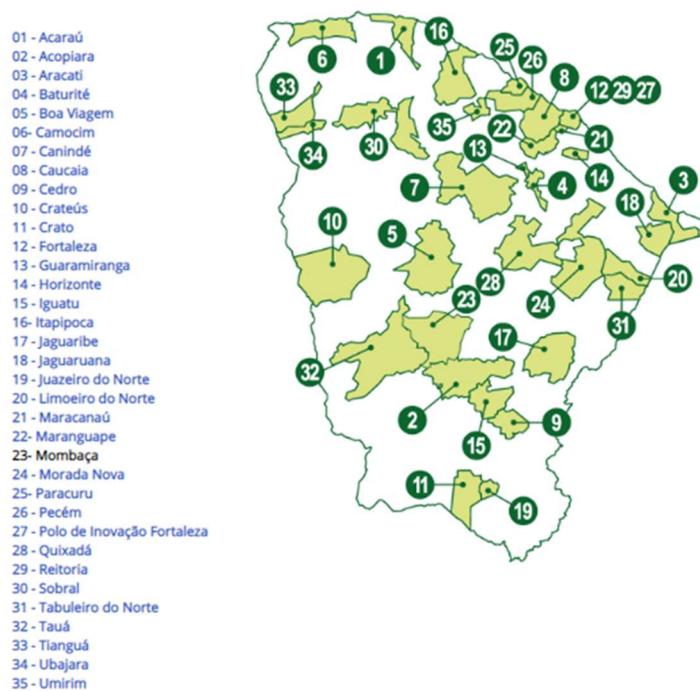 01 - Acaraú
02 - Acopiara
03 - Aracati
04 - Baturité
05 - Boa Viagem
06- Camocim
07 - Canindé
08 - Caucaia
09 - Cedro
10 - Crateús
11 - Crato
12 - Fortaleza
13 - Guaramiranga
14 - Horizonte
15 - Iguatu
16- Itapipoca
17 - Jaguaribe
18 - Jaguaruana
19 - Juazeiro do Norte
20 - Limoeiro do Norte
21 - Maracanaú
22- Maranguape
23- Mombaça
24 - Morada Nova
25- Paracuru
26 - Pecém
27 - Polo de Inovação Fortaleza
28 - Quixadá
29 - Reitoria
30 - Sobral
31 - Tabuleiro do Norte
32 - Tauá
33 - Tianguá
34 - Ubajara
35 - Umirim
16
6
1
25
26
8
33
12 29 27
35
22
30
34
13
21
7
4
14
3
18
10
5
28
20
23
24
31
17
32
2
9
15
11
19